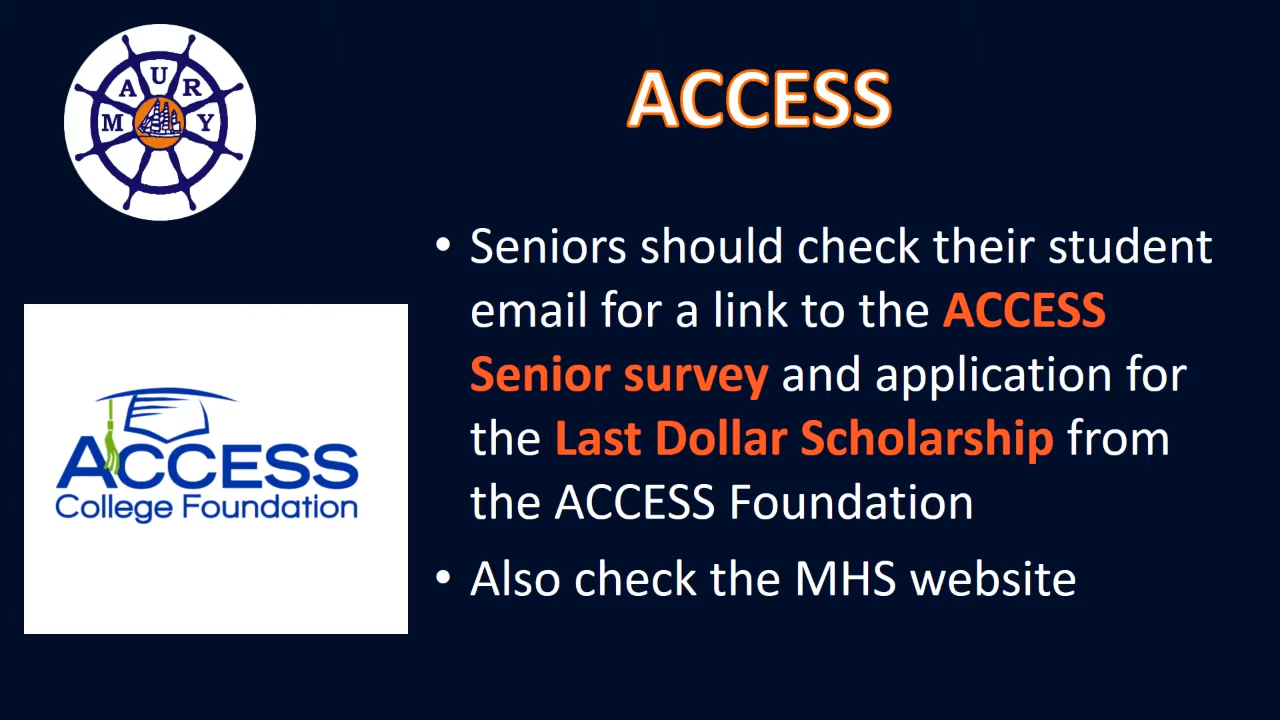 MAURY
ACCESS
• Seniors should check their student
email for a link to the ACCESS
Senior survey and application for
the Last Dollar Scholarship from
the ACCESS Foundation
• Also check the MHS website
ACCESS
College Foundation